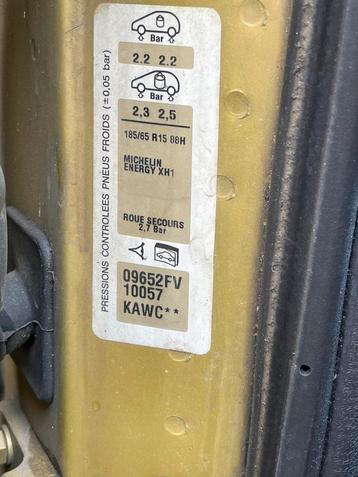 PRESSIONS CONTROLEES PNEUS FROIDS (±0,05 bar)
Bar
2.2 2.2
Bar
2,3 2,5
185/65 R15 88H
MICHELIN
ENERGY XH1
ROUE SECOURS
2,7 Bar
09652FV
10057
KAWC**